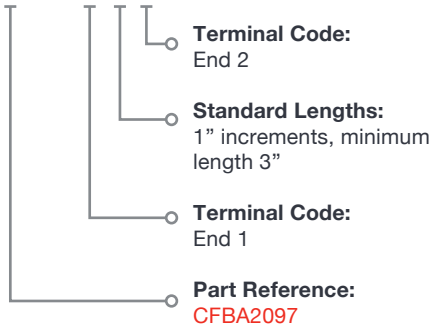 Terminal Code:
End 2
Standard Lengths:
1” increments, minimum
length 3”
Terminal Code:
End 1
Part Reference:
CFBA2097